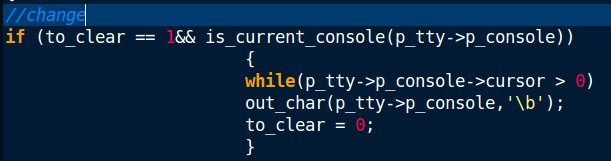 //change
if (to_clear == 1&& is_current_console(p_tty->p_console))
{
while(p_tty->p_console->cursor > 0)
out_char(p_tty->p_console,'\b');
to_clear = 0;
}